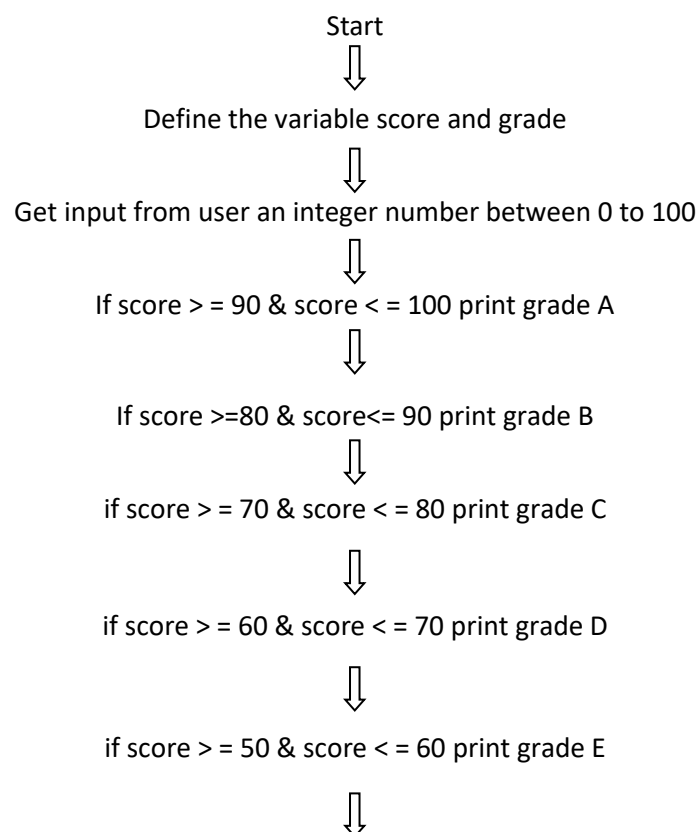 Start
Define the variable score and grade
Get input from user an integer number between 0 to 100
If score > = 90 & score < = 100 print grade A
If score >=80 & score<= 90 print grade B
if score > = 70 & score < = 80 print grade C
if score > = 60 & score < = 70 print grade D
if score > = 50 & score < = 60 print grade E